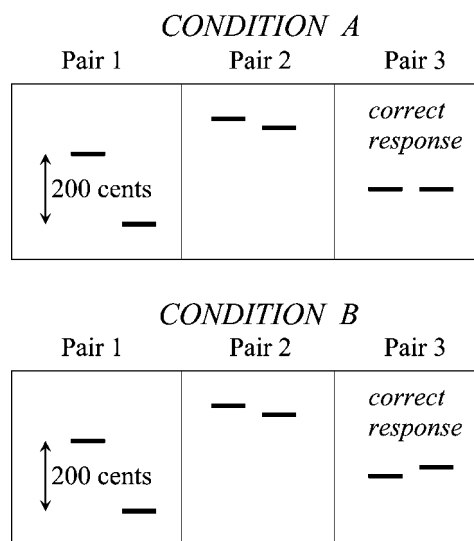 CONDITION A
Pair 1 Pair 2 Pair 3
correct
response
200 cents
CONDITION B
Pair 1 Pair 2 Pair 3
correct
response
200 cents